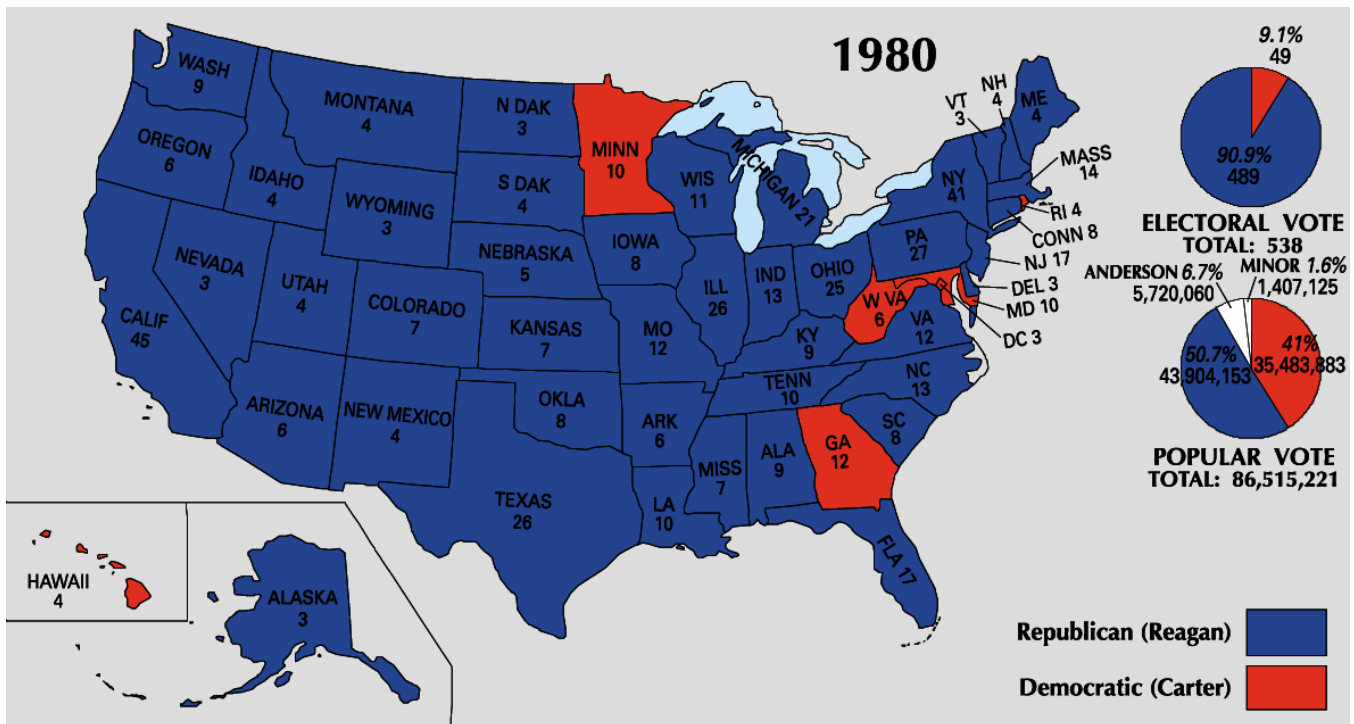 1980
WASH
9
OREGON
6
CALIF
45
NEVADA
3
IDAHO
4
MONTANA
4
WYOMING
3
UTAH
4
ARIZONA
6
COLORADO
7
NEW MEXICO
4
N DAK
3
S DAK
4
NEBRASKA
5
KANSAS
7
OKLA
8
TEXAS
26
MINN
10
IOWA
8
MO
12
ARK
6
LA
10
WIS
11
ILL
26
MICHIGAN 21
IND
13
OHIO
25
KY
9
TENN
10
MISS
7
ALA
9
GA
12
FLA 17
SC
8
NC
13
VA
12
W VA
6
PA
27
NY
41
VT
3
NH
4
ME
4
MASS
14
RI 4
CONN 8
NJ 17
DEL 3
MD 10
DC 3
HAWAII
4
ALASKA
3
9.1%
49
90.9%
489
ELECTORAL VOTE
TOTAL: 538
ANDERSON 6.7%
5,720,060
MINOR 1.6%
1,407,125
50.7%
43,904,153
41%
35,483,883
POPULAR VOTE
TOTAL: 86,515,221
Republican (Reagan)
Democratic (Carter)